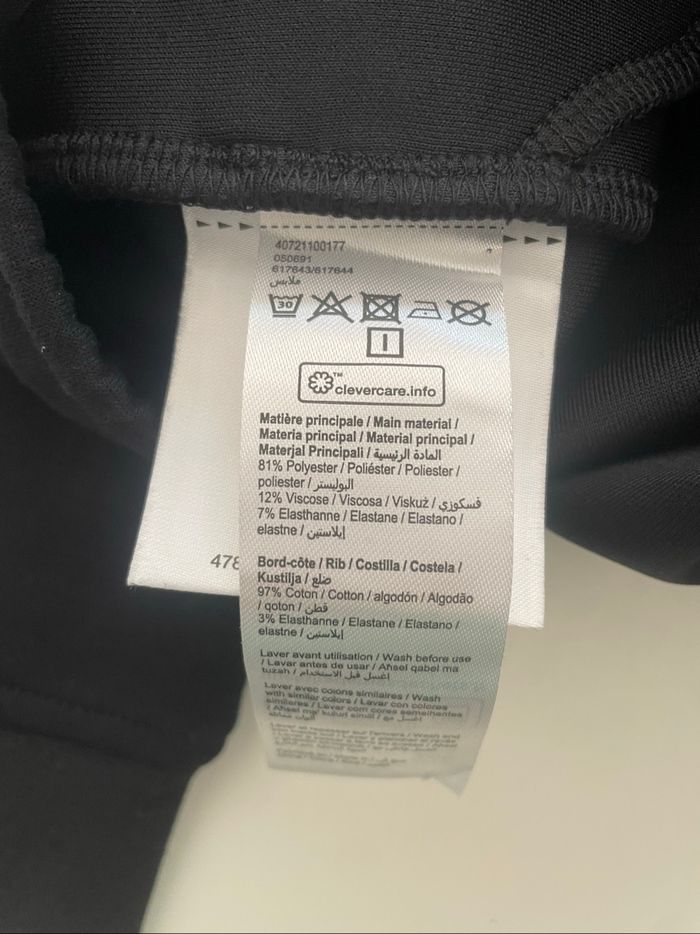 40721100177
050691
617643/617644
ملابس
30
I
clevercare.info™
Matière principale / Main material /
Materia principal / Material principal /
Materjal Principali / المادة الرئيسية
81% Polyester / Poliéster / Poliester /
poliester / البوليستر
12% Viscose / Viscosa / Viskuż / فسكوزي
7% Elasthanne / Elastane / Elastano /
elastne / إيلاستين
478
Bord-côte / Rib / Costilla / Costela /
Kustilja / ضلع
97% Coton / Cotton / algodón / Algodão
/ qoton / قطن
3% Elasthanne / Elastane / Elastano /
elastne / إيلاستين
Laver avant utilisation / Wash before use
/ Lavar antes de usar / Aħsel qabel ma
tużah / اغسل قبل الاستخدام
Laver avec colons similaires / Wash
with similar colors / Lavar con colores
similares / Lavar com cores semelhantes